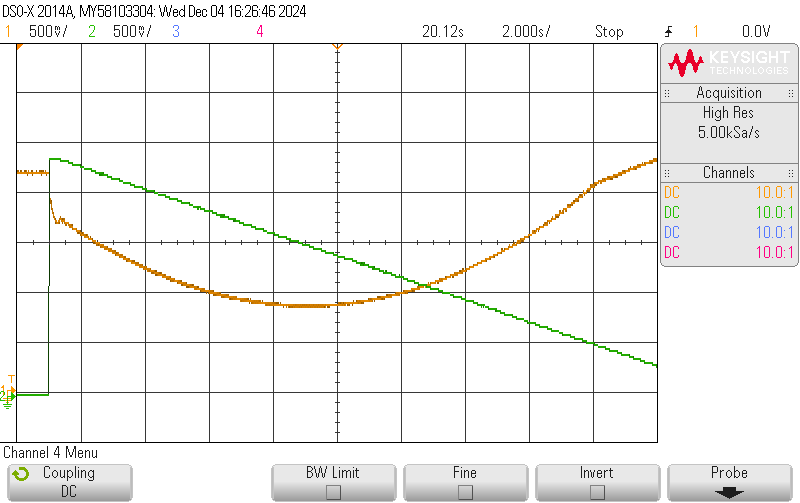 DSO-X 2014A, MY58103304: Wed Dec 04 16:26:46 2024
1 500mV/ 2 500mV/ 3 4 20.12s 2.000s/ Stop 1 0.0V
KEYSIGHT
TECHNOLOGIES
Acquisition
High Res
5.00kSa/s
Channels
DC 10.0:1
DC 10.0:1
DC 10.0:1
DC 10.0:1
T
1
2
Channel 4 Menu
Coupling
DC
BW Limit
Fine
Invert
Probe